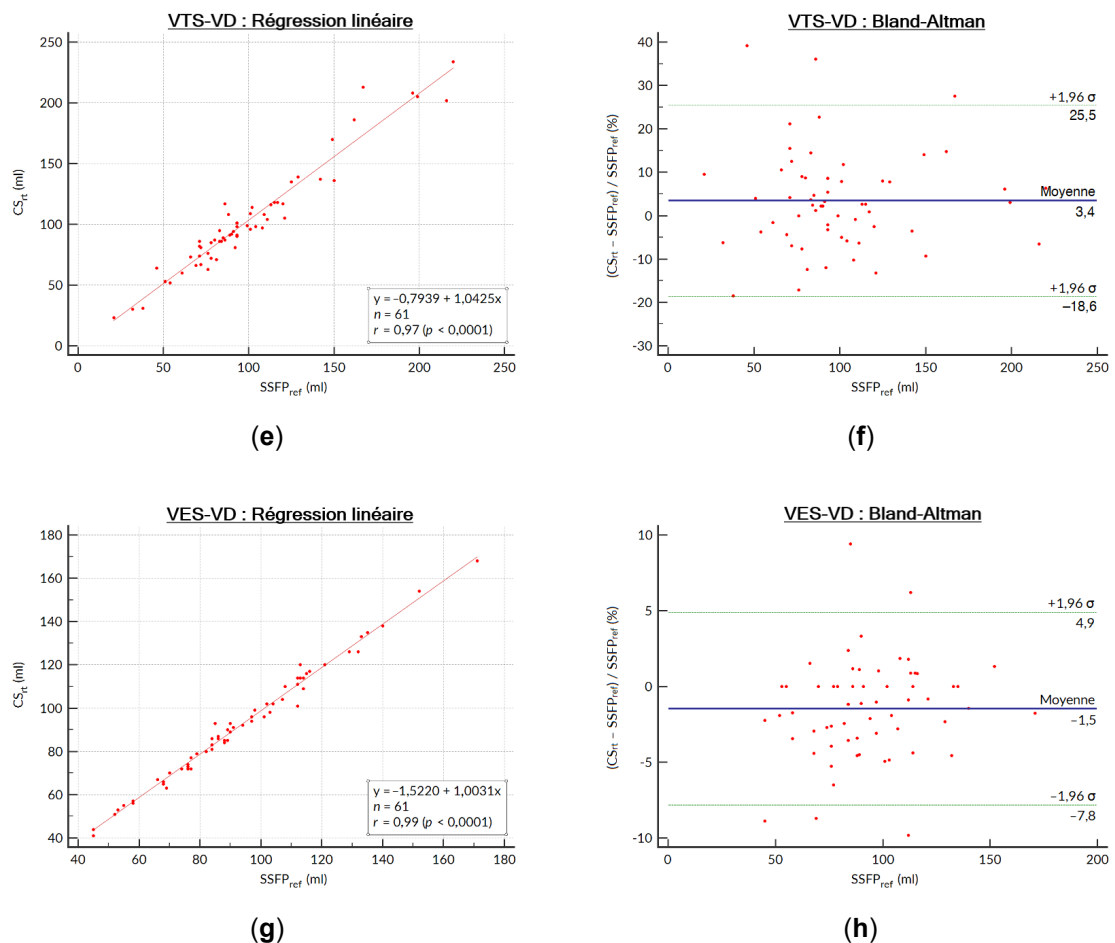 VTS-VD : Régression linéaire
250
200
150
100
50
0
CSrt (ml)
y = –0,7939 + 1,0425x
n = 61
r = 0,97 (p < 0,0001)
0 50 100 150 200 250
SSFPref (ml)
(e)
VTS-VD : Bland-Altman
40
30
20
10
0
-10
-20
-30
(CSrt – SSFPref) / SSFPref (%)
+1,96 σ
25,5
Moyenne
3,4
+1,96 σ
–18,6
0 50 100 150 200 250
SSFPref (ml)
(f)
VES-VD : Régression linéaire
180
160
140
120
100
80
60
40
CSrt (ml)
y = –1,5220 + 1,0031x
n = 61
r = 0,99 (p < 0,0001)
40 60 80 100 120 140 160 180
SSFPref (ml)
(g)
VES-VD : Bland-Altman
10
5
0
-5
-10
(CSrt – SSFPref) / SSFPref (%)
+1,96 σ
4,9
Moyenne
–1,5
–1,96 σ
–7,8
0 50 100 150 200
SSFPref (ml)
(h)